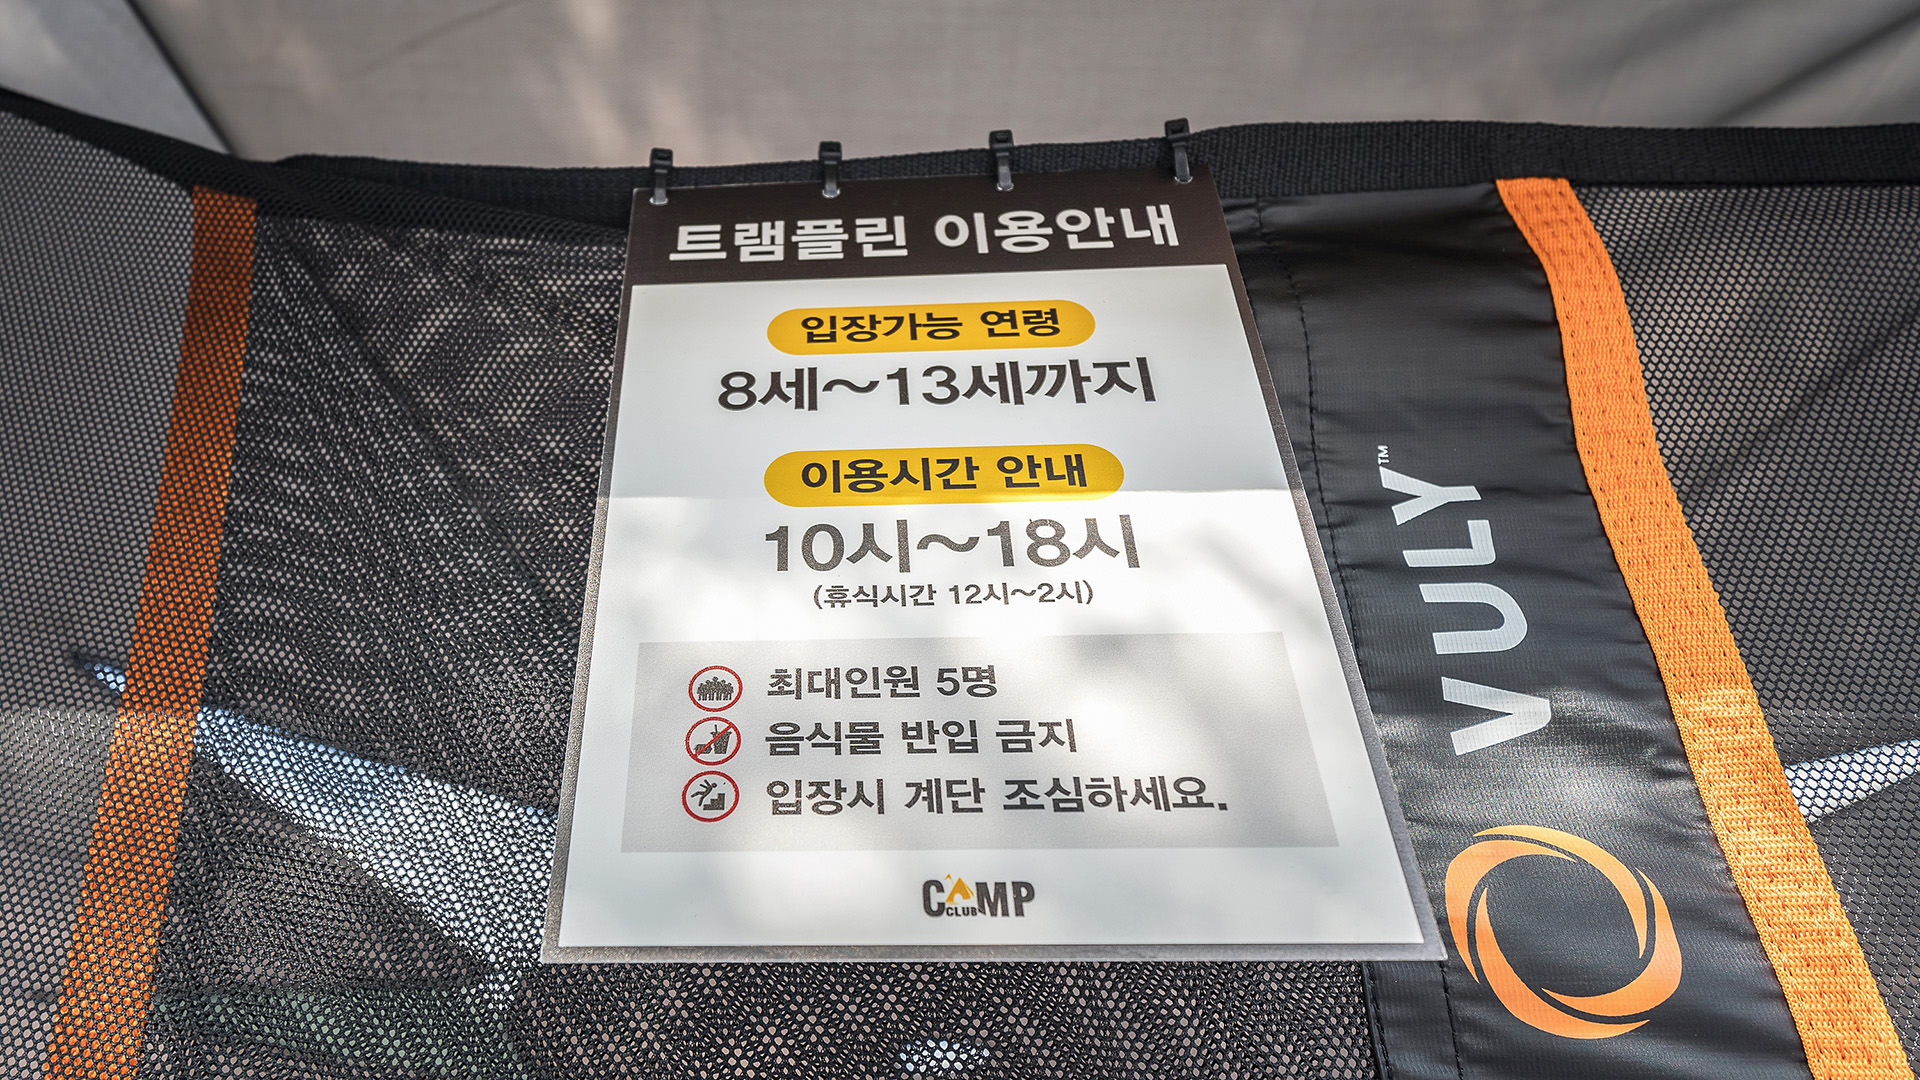 트램플린 이용안내
입장가능 연령
8세~13세까지
이용시간 안내
10시~18시
(휴식시간 12시~2시)
최대인원 5명
음식물 반입 금지
입장시 계단 조심하세요.
CAMP
CLUB
VULY™